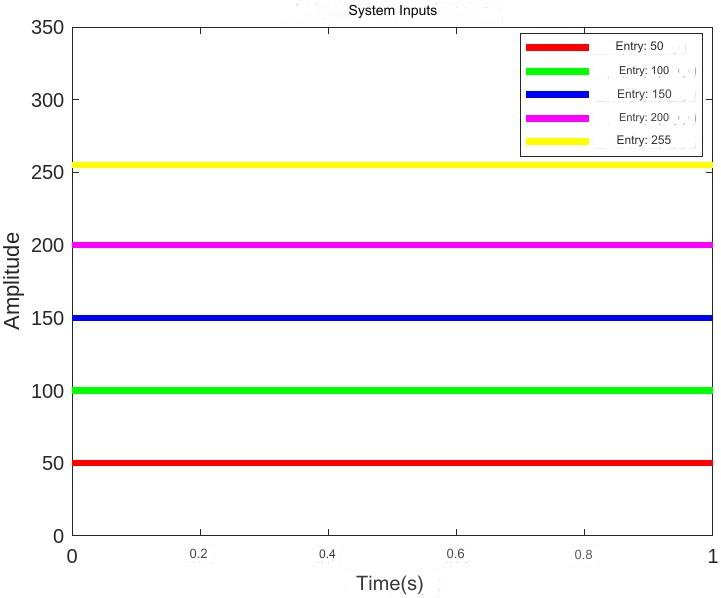 System Inputs
350
300
250
200
150
100
50
0
Amplitude
Entry: 50
Entry: 100
Entry: 150
Entry: 200
Entry: 255
0 0.2 0.4 0.6 0.8 1
Time(s)